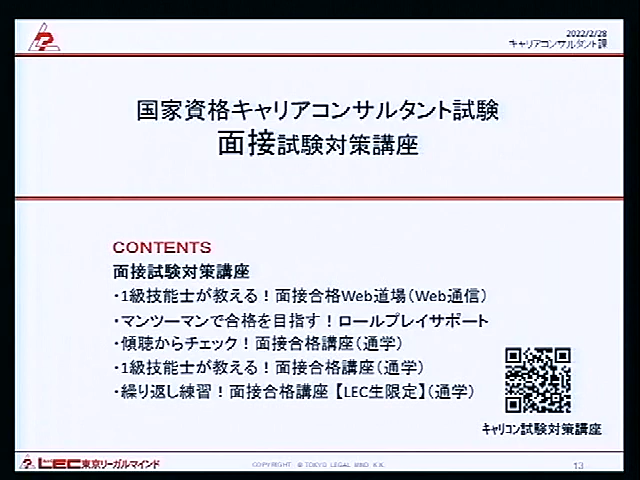 2022/2/28
キャリアコンサルタント課
国家資格キャリアコンサルタント試験
面接試験対策講座
CONTENTS
面接試験対策講座
・1級技能士が教える！面接合格Web道場（Web通信）
・マンツーマンで合格を目指す！ロールプレイサポート
・傾聴からチェック！面接合格講座（通学）
・1級技能士が教える！面接合格講座（通学）
・繰り返し練習！面接合格講座【LEC生限定】（通学）
キャリコン試験対策講座
LEC東京リーガルマインド
COPYRIGHT © TOKYO LEGAL MIND K.K.
13